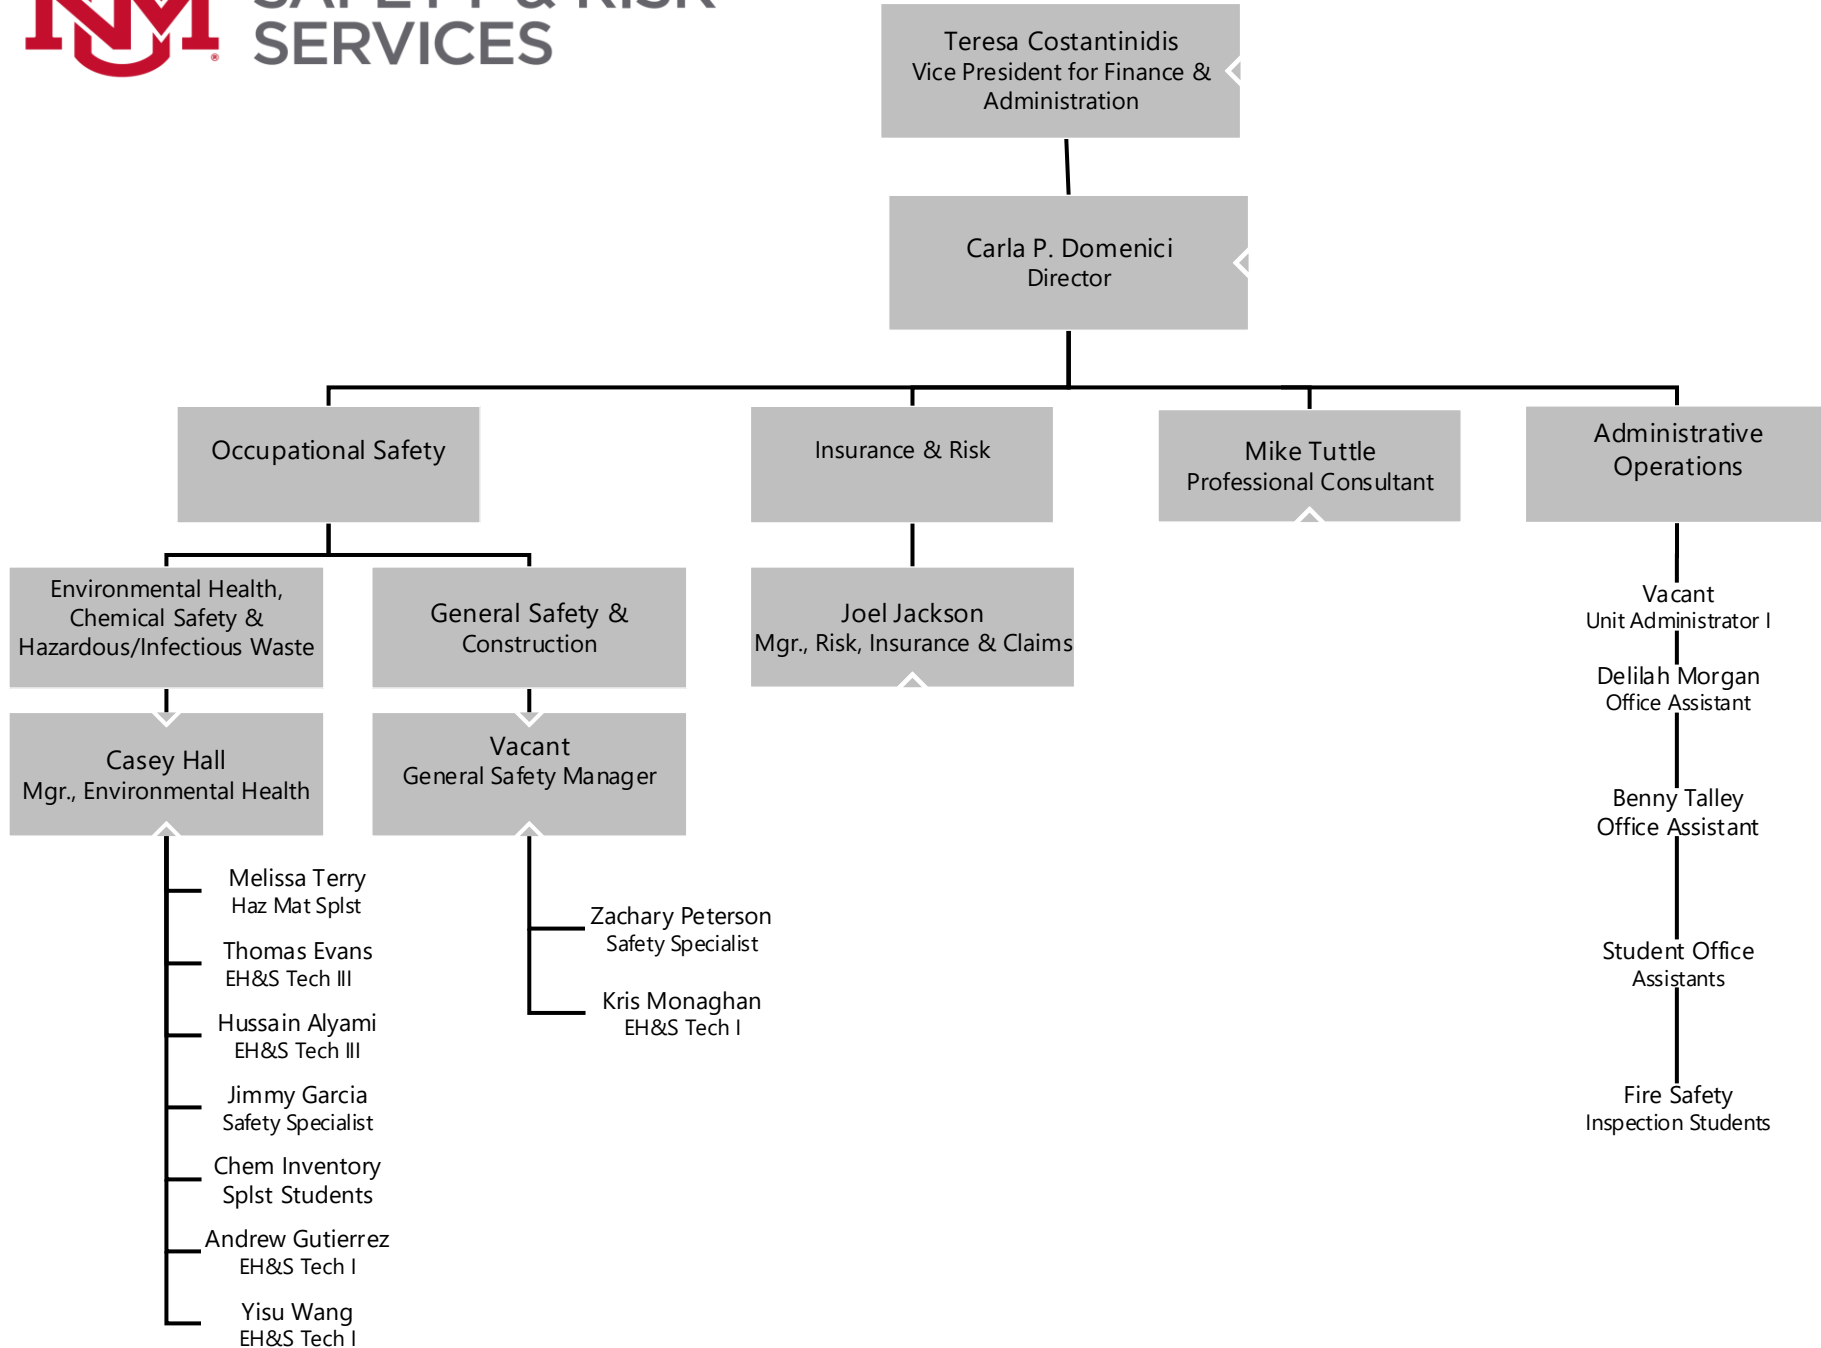 SAFETY & RISK
SERVICES
Teresa Costantinidis
Vice President for Finance &
Administration
Carla P. Domenici
Director
Occupational Safety
Insurance & Risk
Mike Tuttle
Professional Consultant
Administrative
Operations
Environmental Health,
Chemical Safety &
Hazardous/Infectious Waste
General Safety &
Construction
Joel Jackson
Mgr., Risk, Insurance & Claims
Casey Hall
Mgr., Environmental Health
Vacant
General Safety Manager
Melissa Terry
Haz Mat Splst
Thomas Evans
EH&S Tech III
Hussain Alyami
EH&S Tech III
Jimmy Garcia
Safety Specialist
Chem Inventory
Splst Students
Andrew Gutierrez
EH&S Tech I
Yisu Wang
EH&S Tech I
Zachary Peterson
Safety Specialist
Kris Monaghan
EH&S Tech I
Vacant
Unit Administrator I
Delilah Morgan
Office Assistant
Benny Talley
Office Assistant
Student Office
Assistants
Fire Safety
Inspection Students